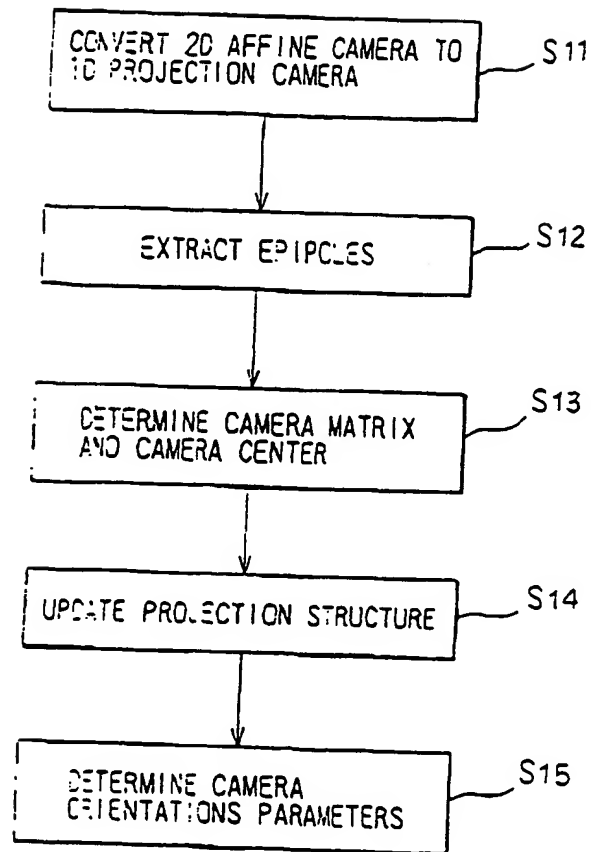 CONVERT 2D AFFINE CAMERA TO
1D PROJECTION CAMERA
S11
EXTRACT EPIPOLES
S12
DETERMINE CAMERA MATRIX
AND CAMERA CENTER
S13
UPDATE PROJECTION STRUCTURE
S14
DETERMINE CAMERA
ORIENTATIONS PARAMETERS
S15